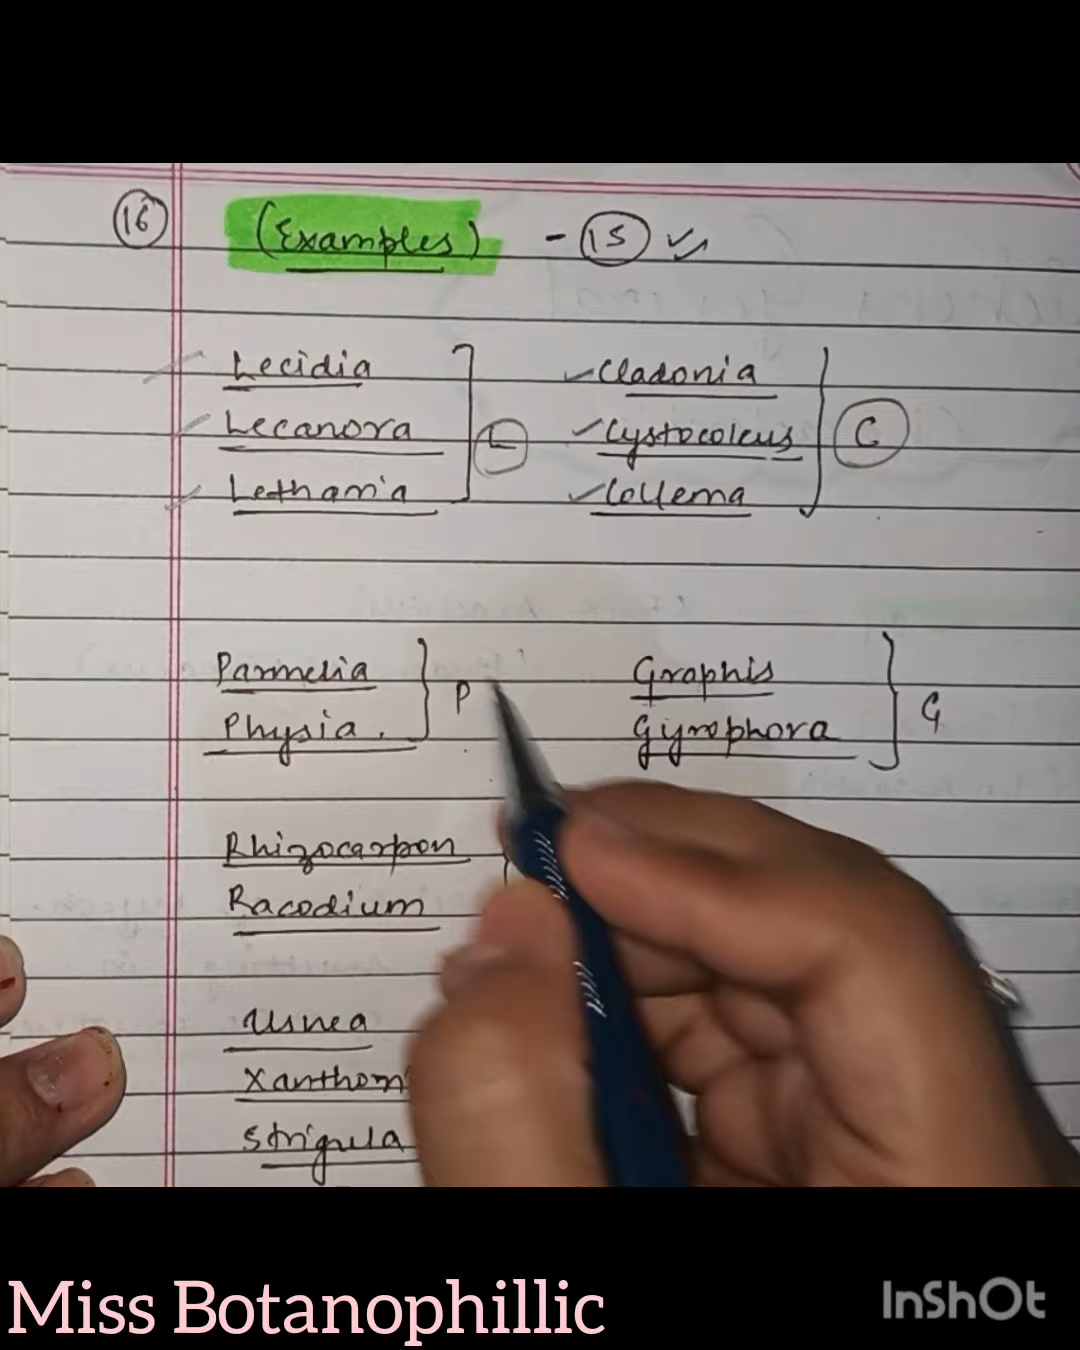 16 (Examples) - 15
Lecidia
Lecanora
Letharia
L
Cladonia
Cystocoleus
Collema
C
Parmelia
Physia.
P
Graphis
Gyrophora
G
Rhizocarpon
Racodium
Usnea
Strigula
Miss Botanophillic
InShOt